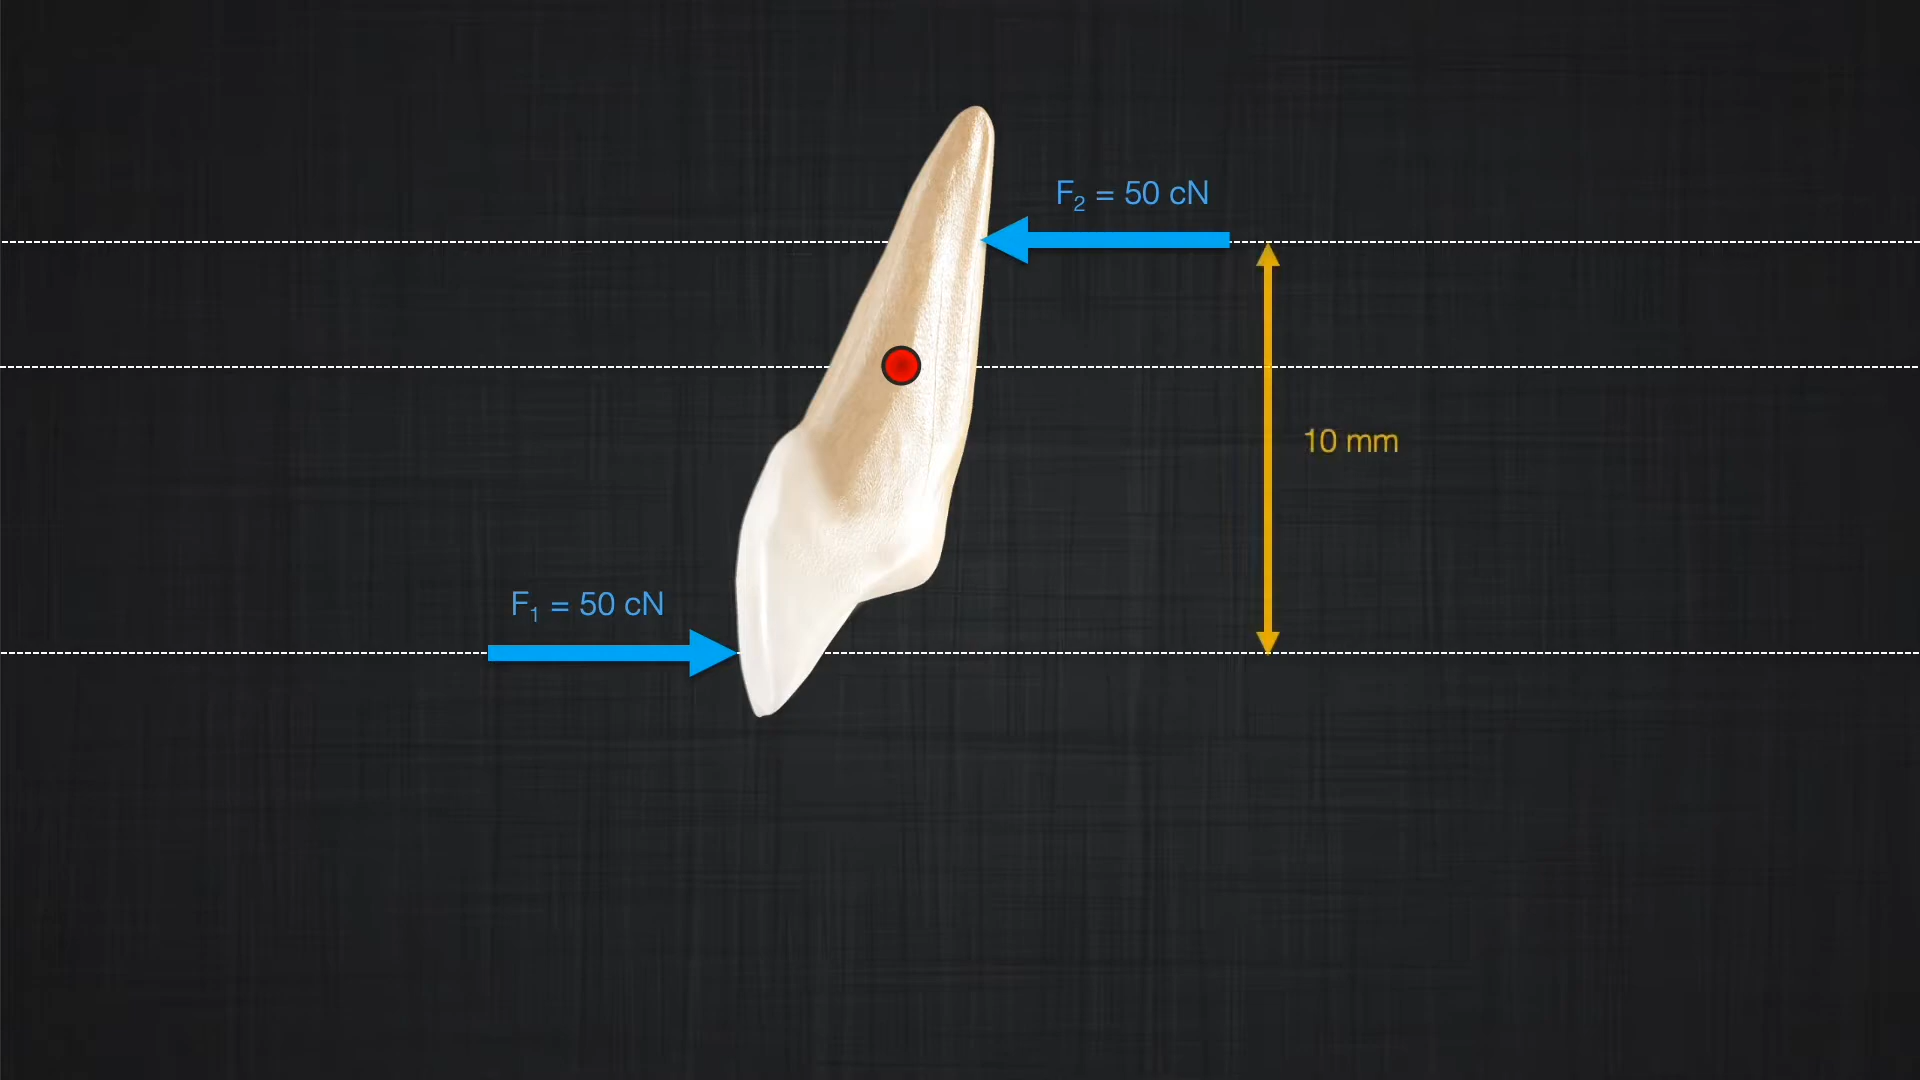 F₂ = 50 cN
10 mm
F₁ = 50 cN